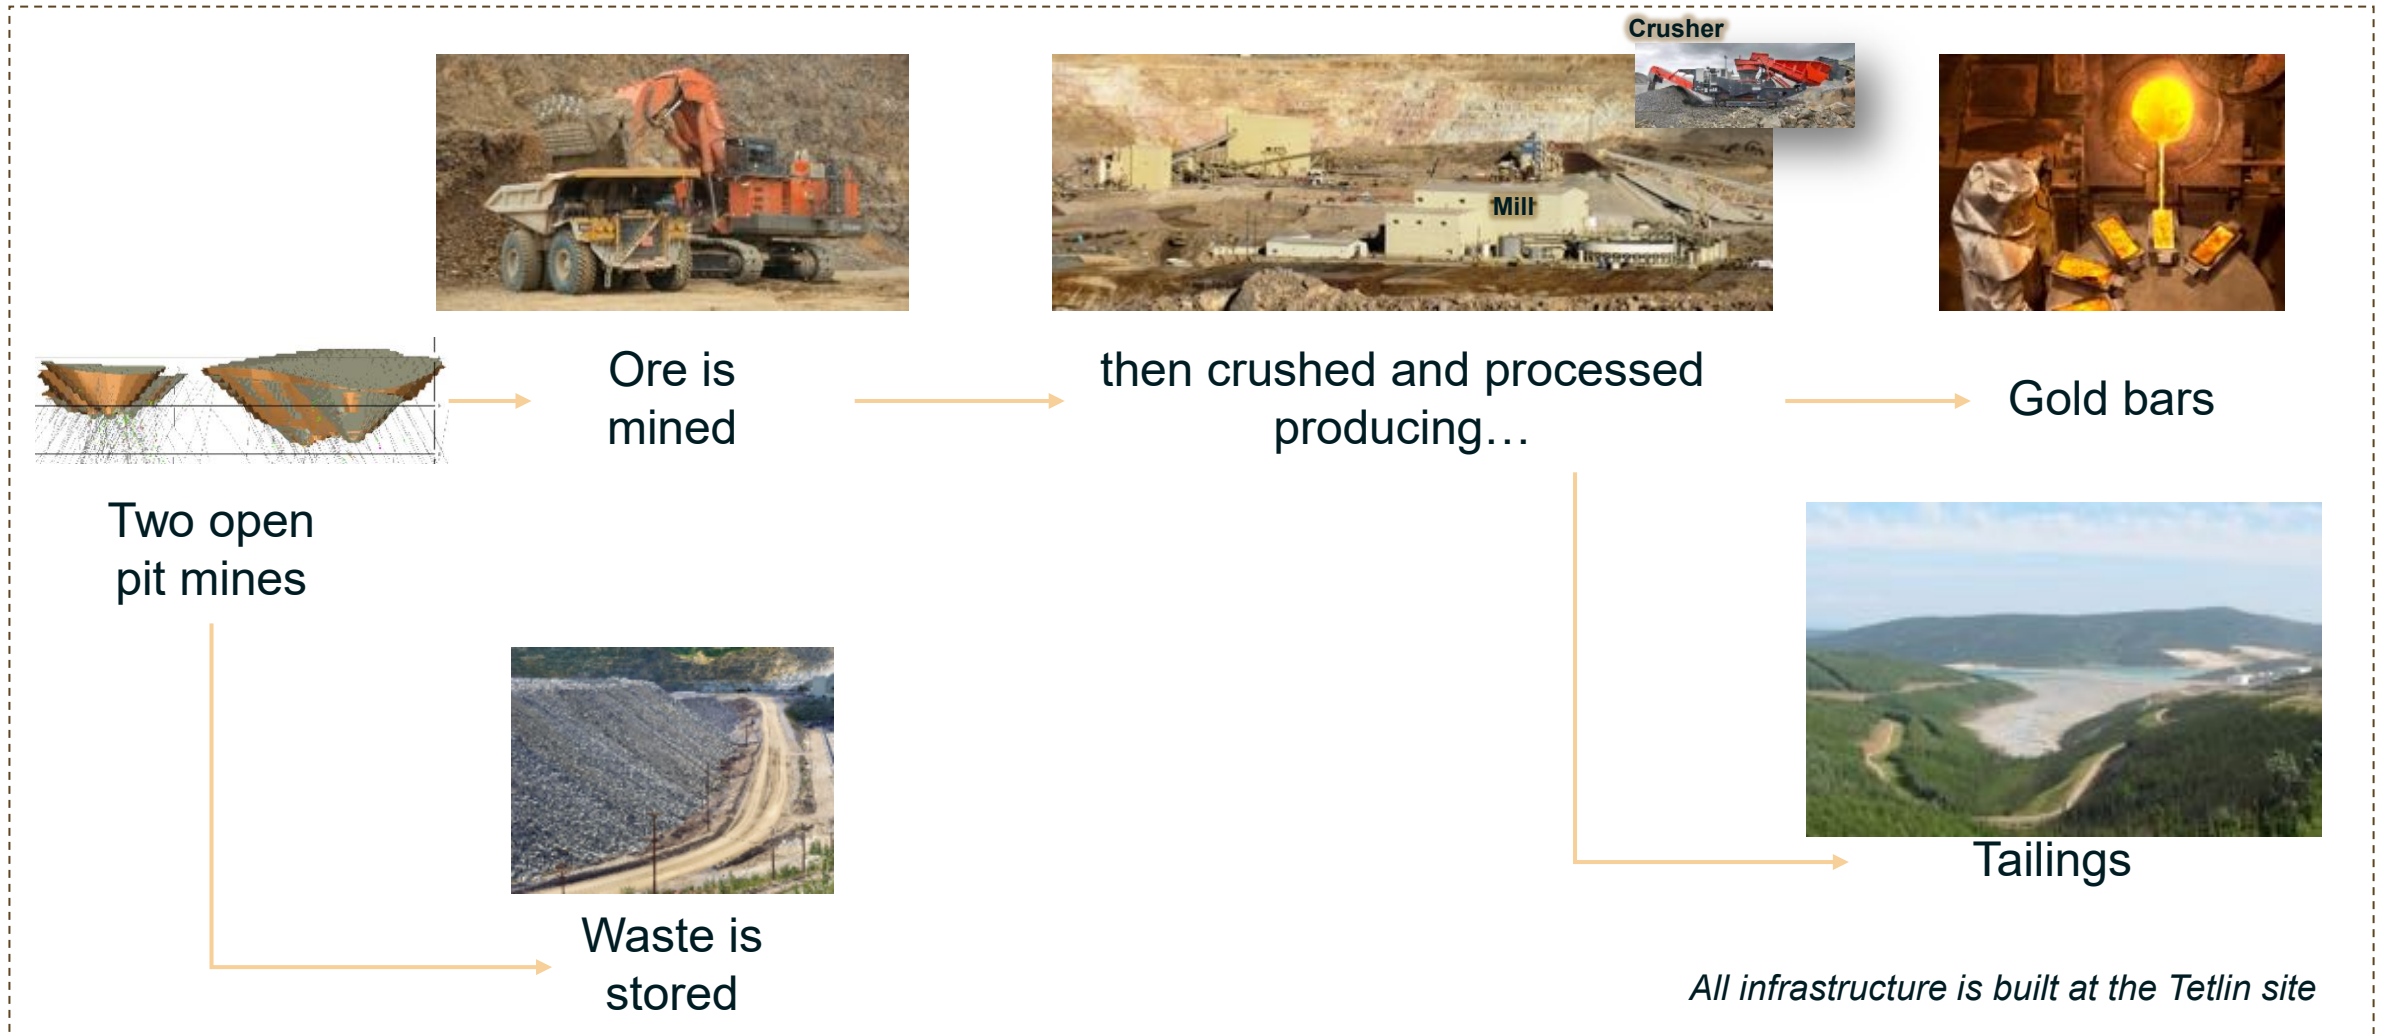 Crusher
Mill
Ore is
mined
then crushed and processed
producing…
Gold bars
Two open
pit mines
Tailings
Waste is
stored
All infrastructure is built at the Tetlin site